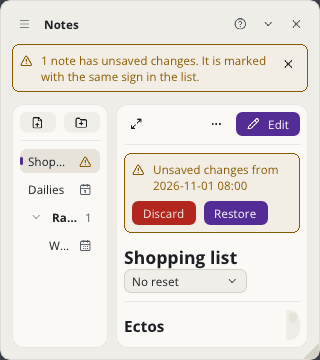 Notes
1 note has unsaved changes. It is marked
with the same sign in the list.
Edit
Shop...
Unsaved changes from
2026-11-01 08:00
Dailies
Discard
Restore
Ra...
1
W...
Shopping list
No reset
Ectos